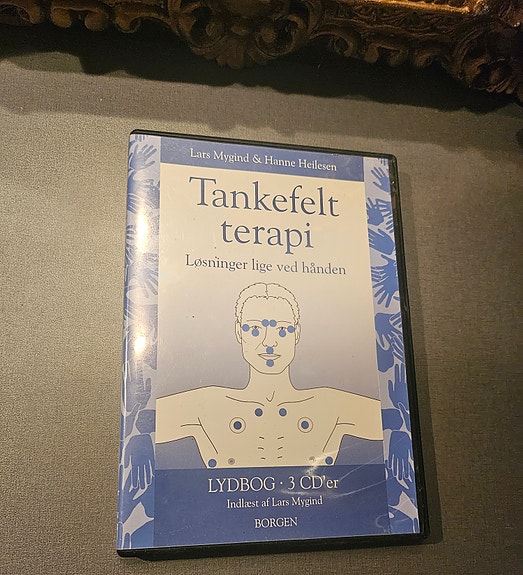 Lars Mygind & Hanne Heilesen
Tankefelt
terapi
Løsninger lige ved hånden
LYDBOG · 3 CD'er
Indlæst af Lars Mygind
BORGEN